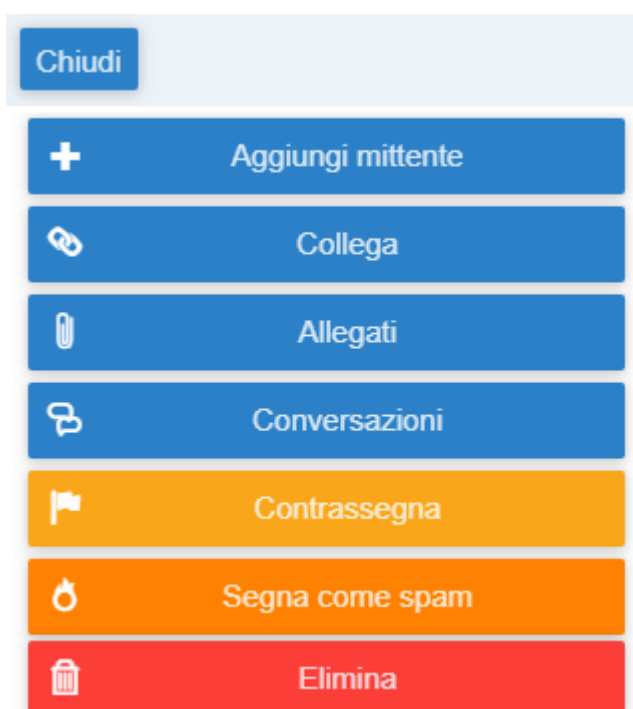 Chiudi
Aggiungi mittente
Collega
Allegati
Conversazioni
Contrassegna
Segna come spam
Elimina